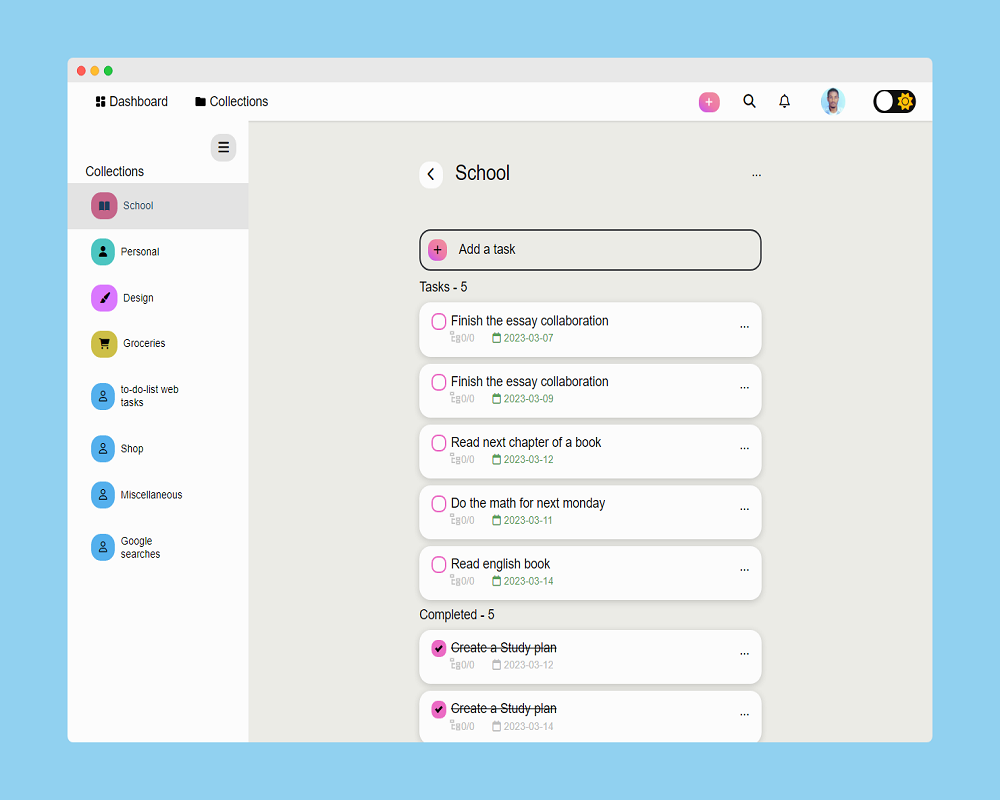 Dashboard
Collections
Collections
School
Personal
Design
Groceries
to-do-list web
tasks
Shop
Miscellaneous
Google
searches
School
...
Add a task
Tasks - 5
Finish the essay collaboration
...
0/0 2023-03-07
Finish the essay collaboration
...
0/0 2023-03-09
Read next chapter of a book
...
0/0 2023-03-12
Do the math for next monday
...
0/0 2023-03-11
Read english book
...
0/0 2023-03-14
Completed - 5
Create a Study plan
...
0/0 2023-03-12
Create a Study plan
...
0/0 2023-03-14